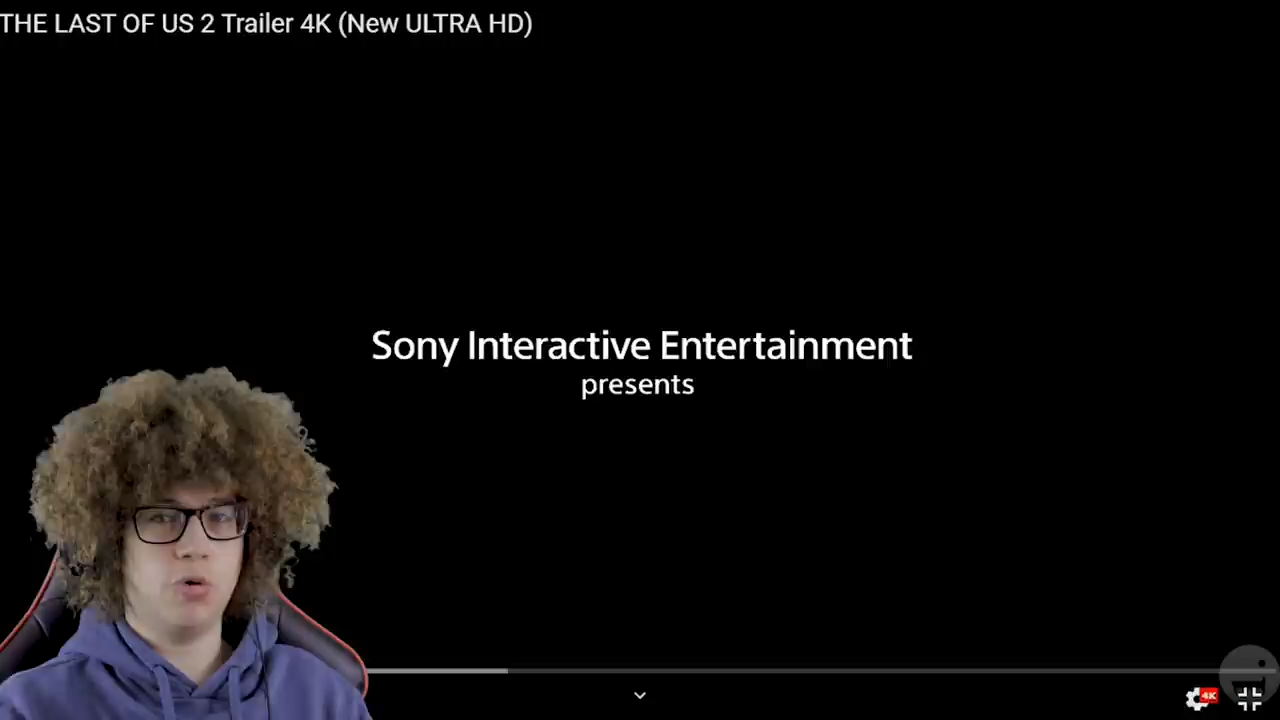 THE LAST OF US 2 Trailer 4K (New ULTRA HD)
Sony Interactive Entertainment
presents
4K